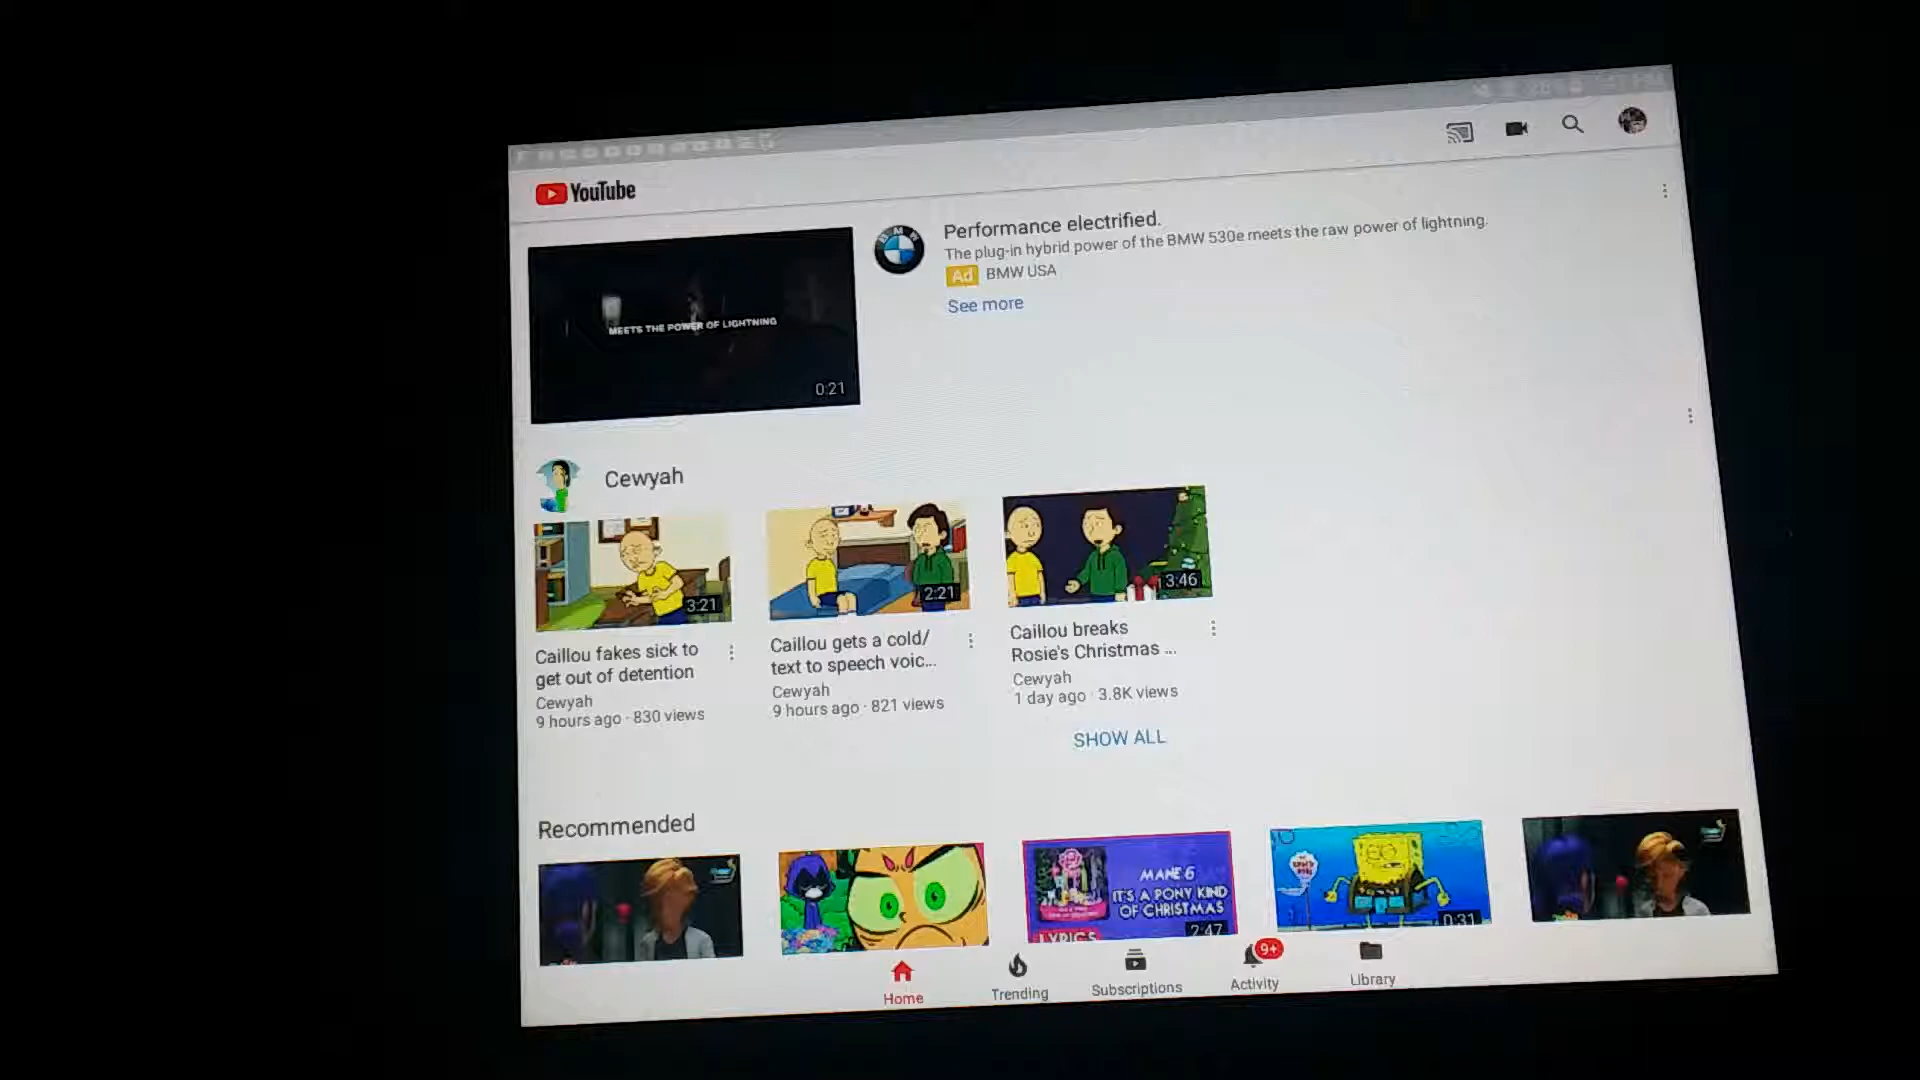 YouTube
Performance electrified.
The plug-in hybrid power of the BMW 530e meets the raw power of lightning.
Ad BMW USA
See more
BMW
MEETS THE POWER OF LIGHTNING
0:21
Cewyah
3:21
2:21
3:46
Caillou fakes sick to
get out of detention
Cewyah
9 hours ago · 830 views
Caillou gets a cold/
text to speech voic...
Cewyah
9 hours ago · 821 views
Caillou breaks
Rosie's Christmas ...
Cewyah
1 day ago · 3.8K views
SHOW ALL
Recommended
MANE 6
IT'S A PONY KIND
OF CHRISTMAS
LYRICS
2:47
0:31
Home
Trending
Subscriptions
9+
Activity
Library